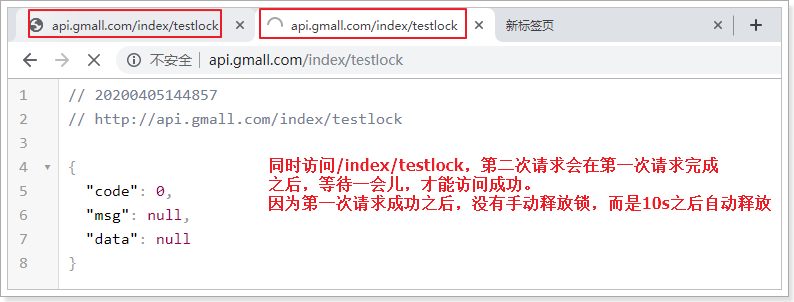 api.gmall.com/index/testlock
api.gmall.com/index/testlock
新标签页
不安全 api.gmall.com/index/testlock
1 // 20200405144857
2 // http://api.gmall.com/index/testlock
3
4 {
5 "code": 0,
6 "msg": null,
7 "data": null
8 }
同时访问/index/testlock，第二次请求会在第一次请求完成
之后，等待一会儿，才能访问成功。
因为第一次请求成功之后，没有手动释放锁，而是10s之后自动释放